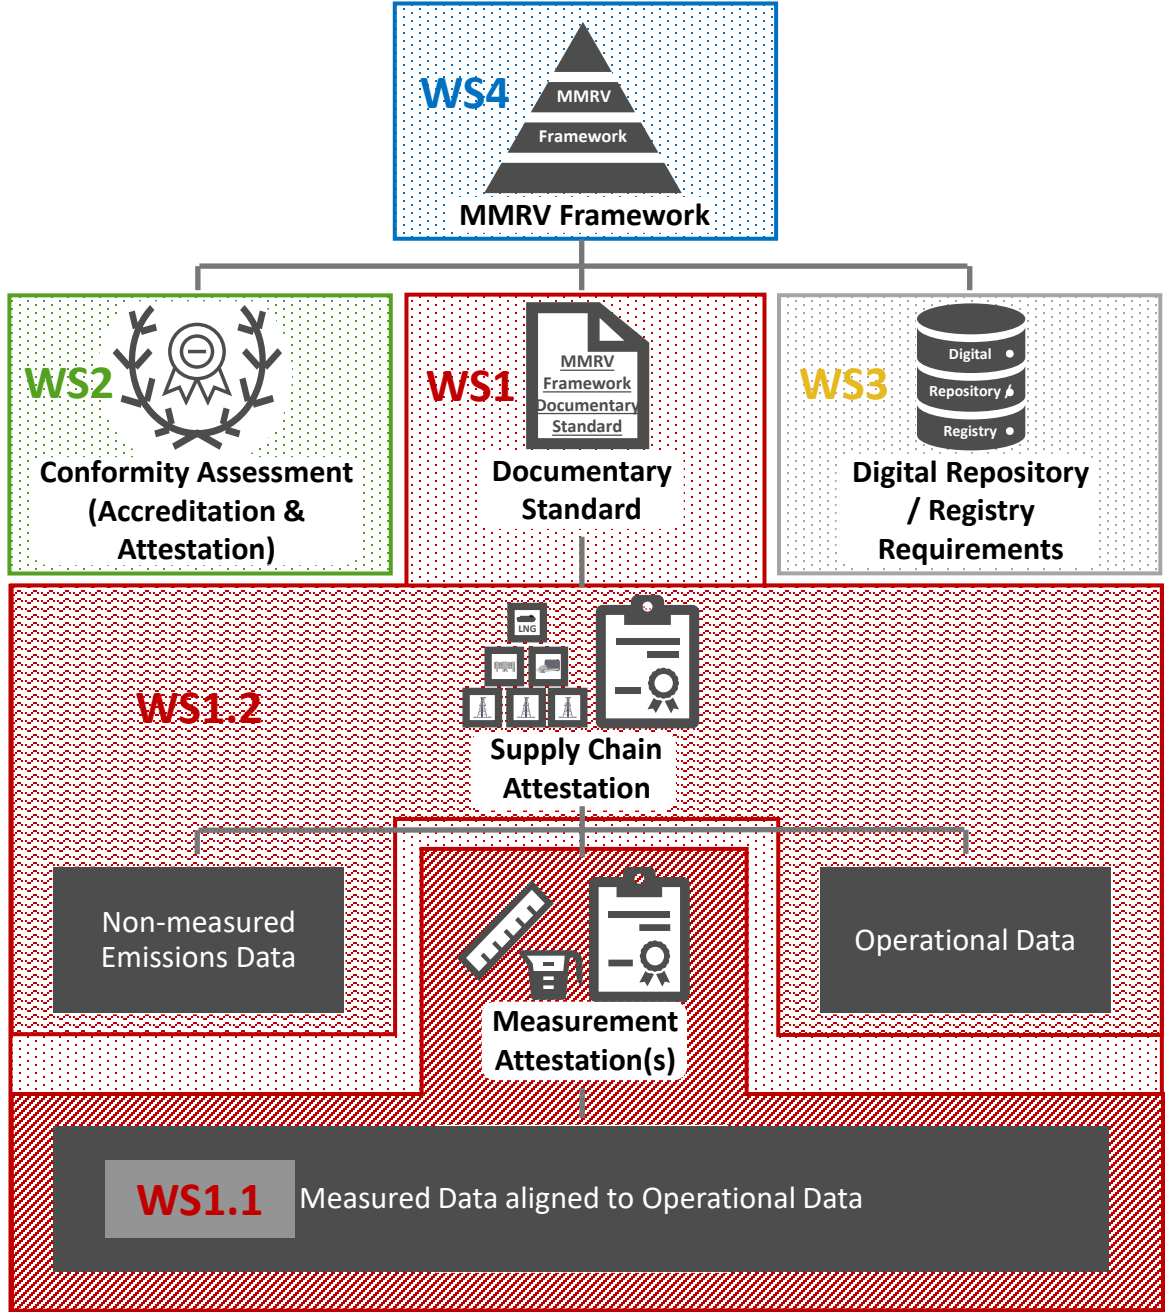 WS4
MMRV
Framework
MMRV Framework
WS2
Conformity Assessment
(Accreditation &
Attestation)
WS1
MMRV
Framework
Documentary
Standard
Documentary
Standard
WS3
Digital
Repository /
Registry
Digital Repository
/ Registry
Requirements
WS1.2
LNG
Supply Chain
Attestation
Non-measured
Emissions Data
Operational Data
Measurement
Attestation(s)
WS1.1 Measured Data aligned to Operational Data